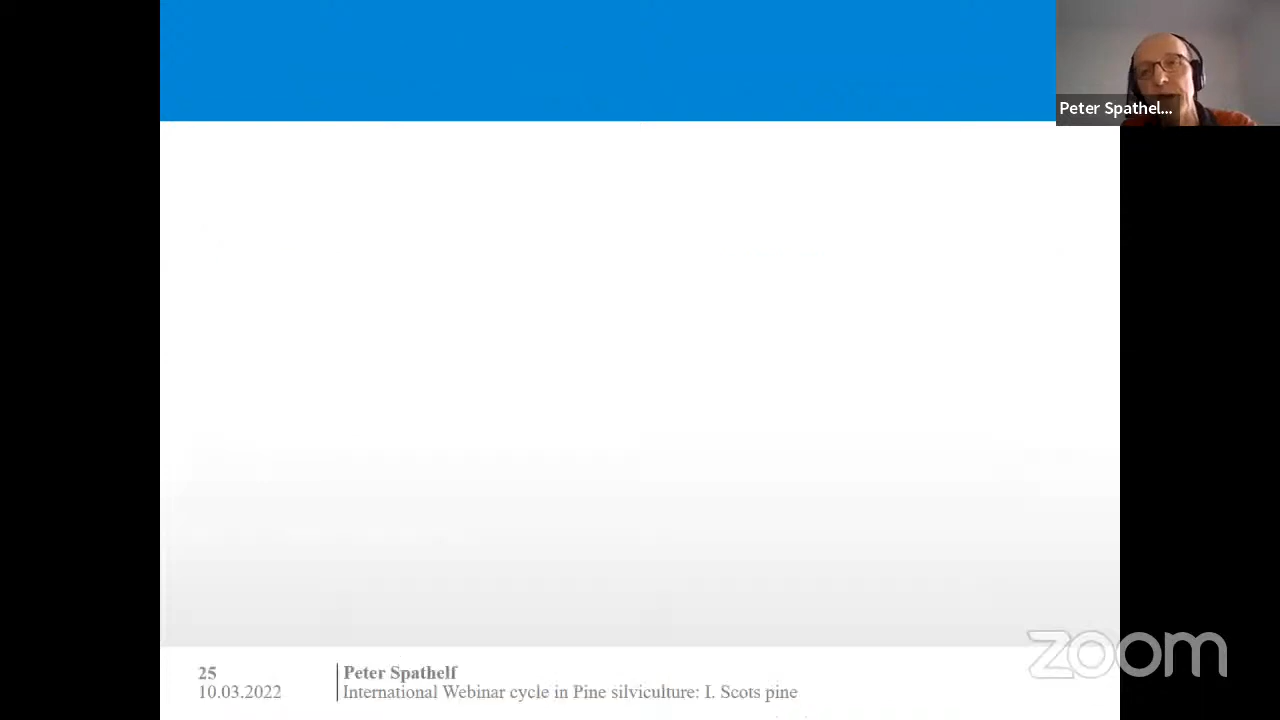 Peter Spathel...
25
10.03.2022
Peter Spathelf
International Webinar cycle in Pine silviculture: I. Scots pine
zoom